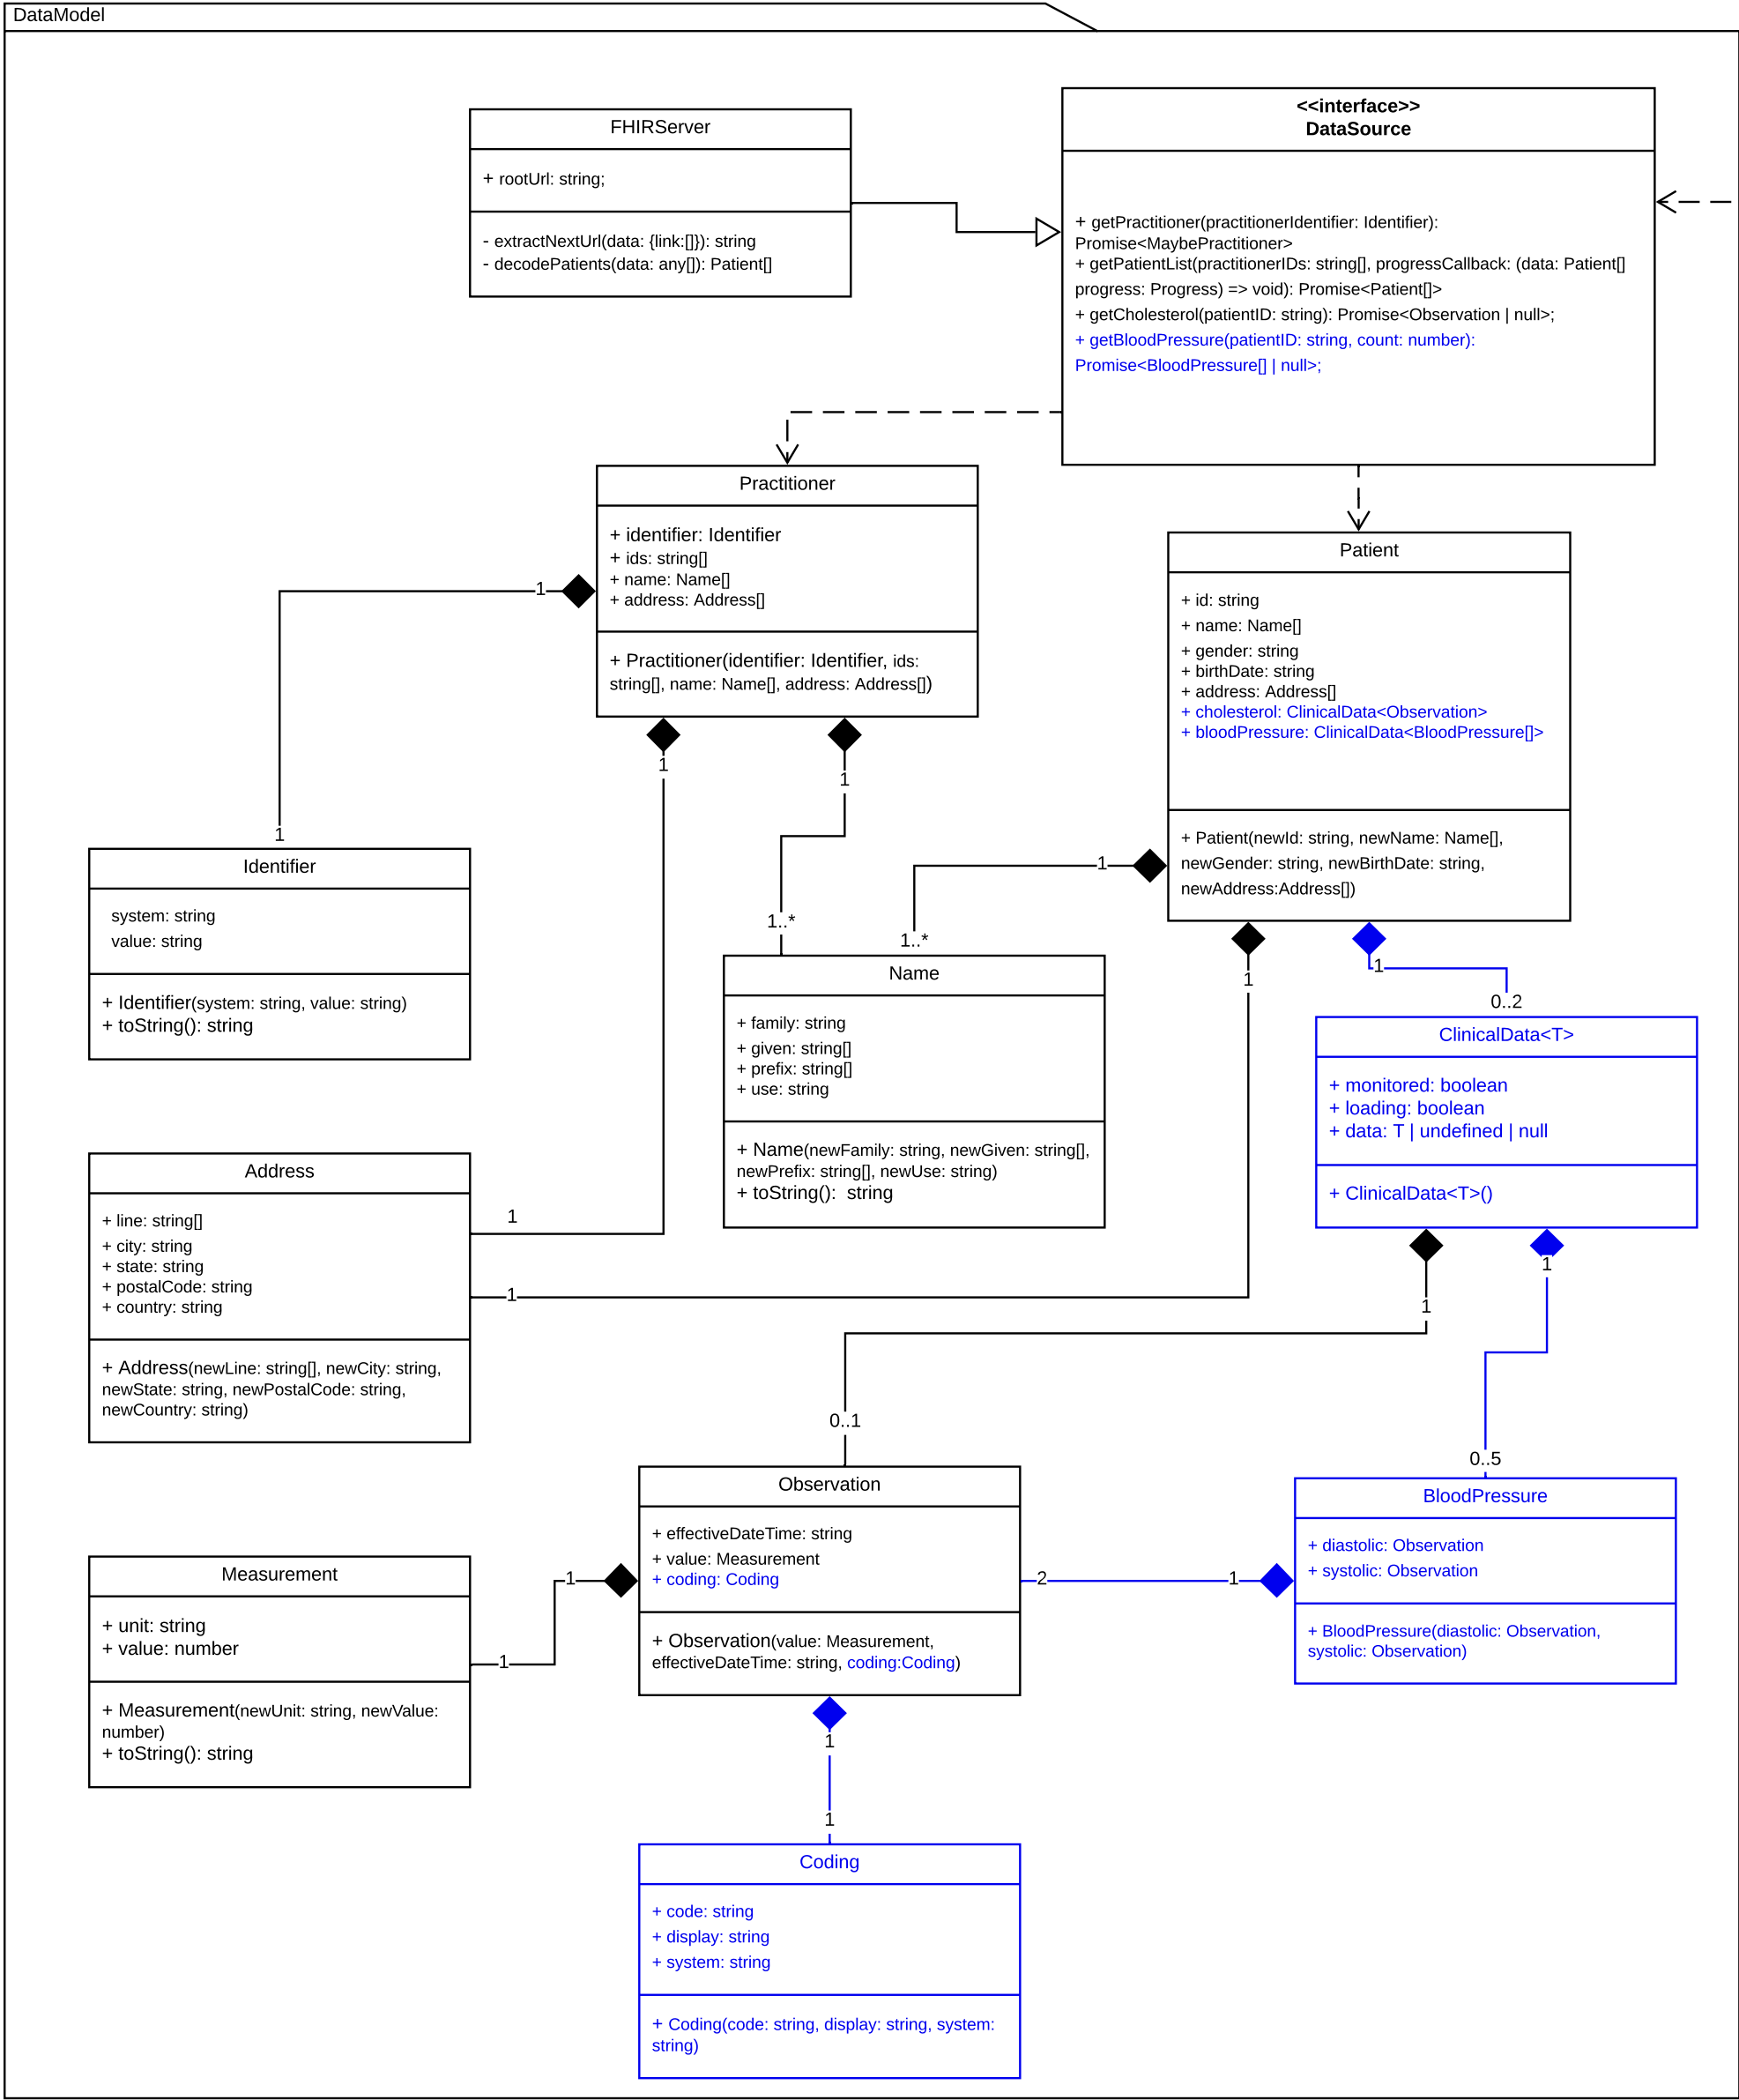 DataModel
FHIRServer
+ rootUrl: string;
- extractNextUrl(data: {link:[]}): string
- decodePatients(data: any[]): Patient[]
<<interface>>
DataSource
+ getPractitioner(practitionerIdentifier: Identifier):
Promise<MaybePractitioner>
+ getPatientList(practitionerIDs: string[], progressCallback: (data: Patient[]
progress: Progress) => void): Promise<Patient[]>
+ getCholesterol(patientID: string): Promise<Observation | null>;
+ getBloodPressure(patientID: string, count: number):
Promise<BloodPressure[] | null>;
Practitioner
+ identifier: Identifier
+ ids: string[]
+ name: Name[]
+ address: Address[]
+ Practitioner(identifier: Identifier, ids:
string[], name: Name[], address: Address[])
1
1
1
1
Patient
+ id: string
+ name: Name[]
+ gender: string
+ birthDate: string
+ address: Address[]
+ cholesterol: ClinicalData<Observation>
+ bloodPressure: ClinicalData<BloodPressure[]>
+ Patient(newId: string, newName: Name[],
newGender: string, newBirthDate: string,
newAddress:Address[])
1
1
1
0..2
Identifier
system: string
value: string
+ Identifier(system: string, value: string)
+ toString(): string
1..*
1..*
Name
+ family: string
+ given: string[]
+ prefix: string[]
+ use: string
+ Name(newFamily: string, newGiven: string[],
newPrefix: string[], newUse: string)
+ toString():  string
ClinicalData<T>
+ monitored: boolean
+ loading: boolean
+ data: T | undefined | null
+ ClinicalData<T>()
Address
+ line: string[]
+ city: string
+ state: string
+ postalCode: string
+ country: string
+ Address(newLine: string[], newCity: string,
newState: string, newPostalCode: string,
newCountry: string)
1
1
1
1
0..1
0..5
Observation
+ effectiveDateTime: string
+ value: Measurement
+ coding: Coding
+ Observation(value: Measurement,
effectiveDateTime: string, coding:Coding)
BloodPressure
+ diastolic: Observation
+ systolic: Observation
+ BloodPressure(diastolic: Observation,
systolic: Observation)
2
1
1
1
Measurement
+ unit: string
+ value: number
+ Measurement(newUnit: string, newValue:
number)
+ toString(): string
1
1
Coding
+ code: string
+ display: string
+ system: string
+ Coding(code: string, display: string, system:
string)